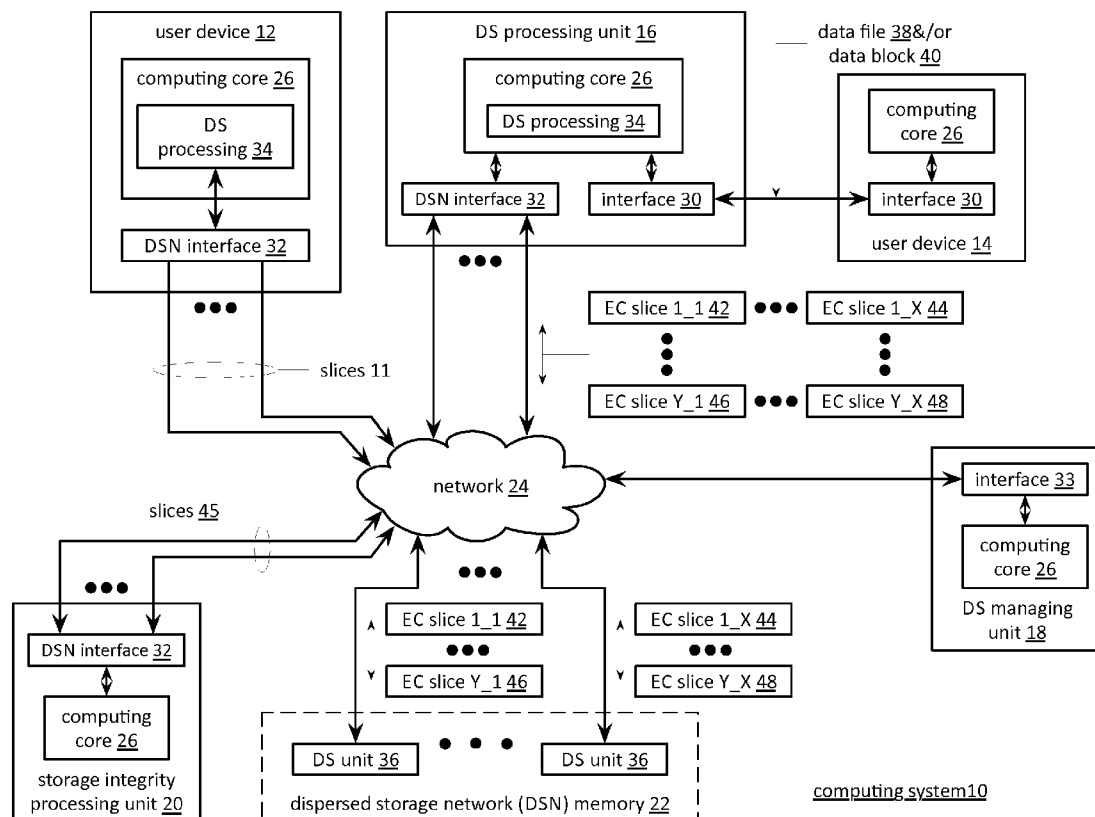 user device 12
computing core 26
DS
processing 34
DSN interface 32
DS processing unit 16
computing core 26
DS processing 34
DSN interface 32
interface 30
data file 38&/or
data block 40
computing
core 26
interface 30
user device 14
slices 11
EC slice 1_1 42
EC slice 1_X 44
EC slice Y_1 46
EC slice Y_X 48
network 24
interface 33
computing
core 26
DS managing
unit 18
slices 45
DSN interface 32
computing
core 26
storage integrity
processing unit 20
EC slice 1_1 42
EC slice Y_1 46
EC slice 1_X 44
EC slice Y_X 48
DS unit 36
DS unit 36
dispersed storage network (DSN) memory 22
computing system10